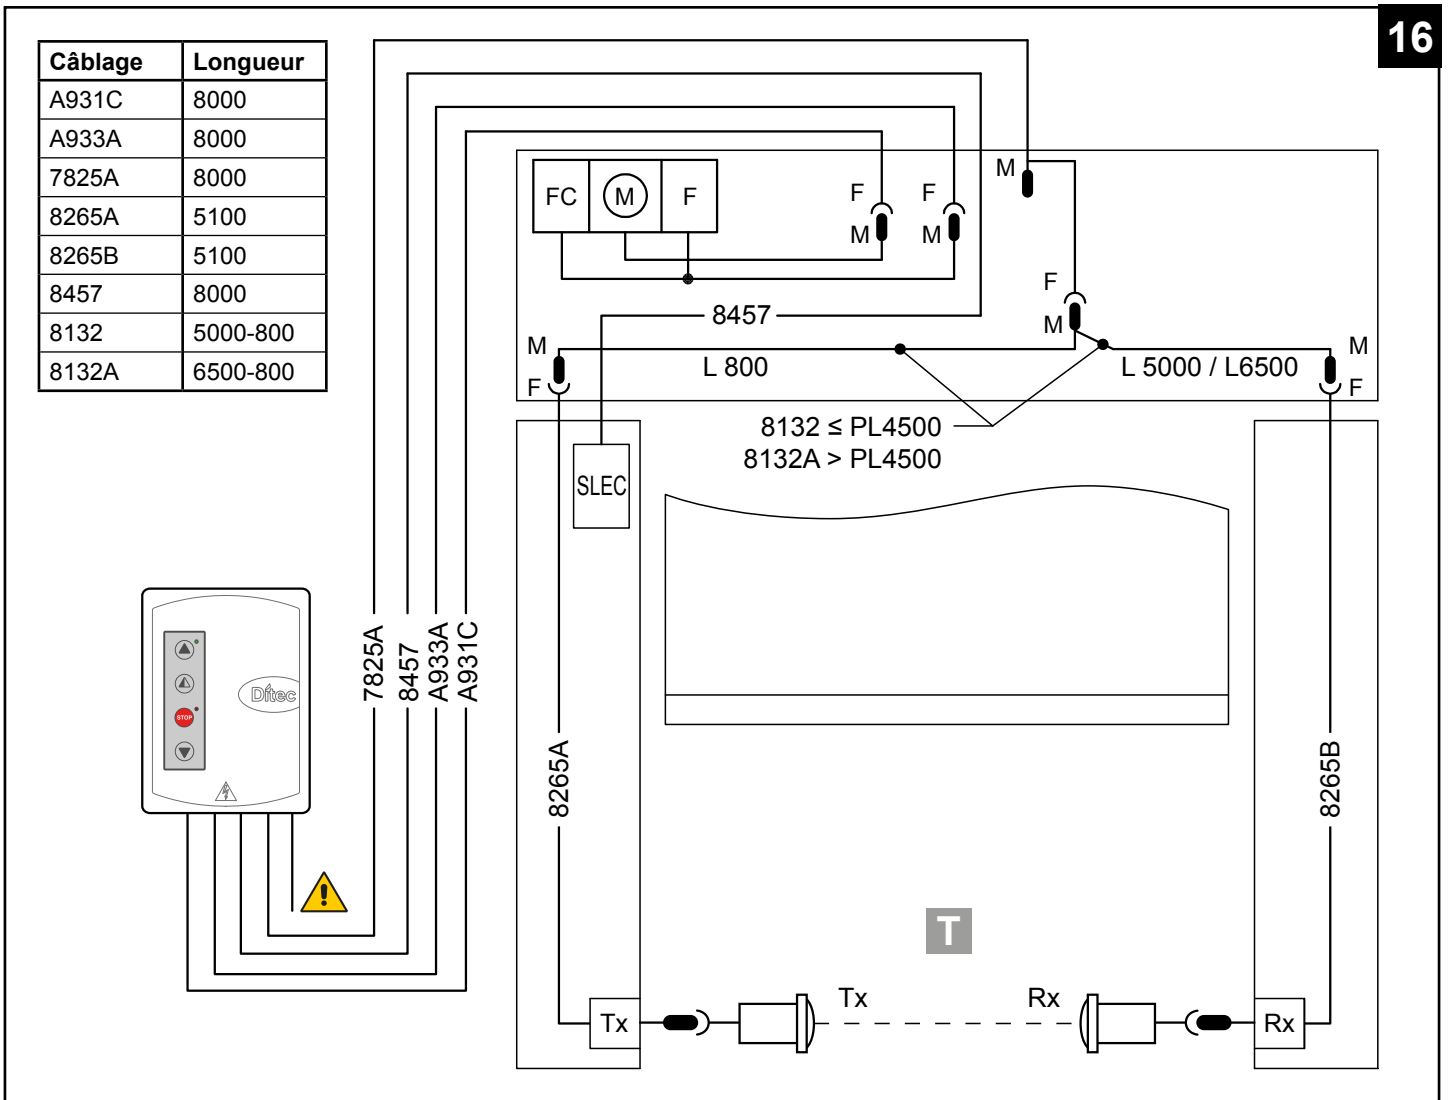 16
Câblage Longueur
A931C 8000
A933A 8000
7825A 8000
8265A 5100
8265B 5100
8457 8000
8132 5000-800
8132A 6500-800
FC M F
F
M
F
M
M
F
M
8457
M
F
L 800
L 5000 / L6500
M
F
8132 ≤ PL4500
8132A > PL4500
SLEC
7825A
8457
A933A
A931C
STOP
Ditec
8265A
8265B
T
Tx
Tx
Rx
Rx